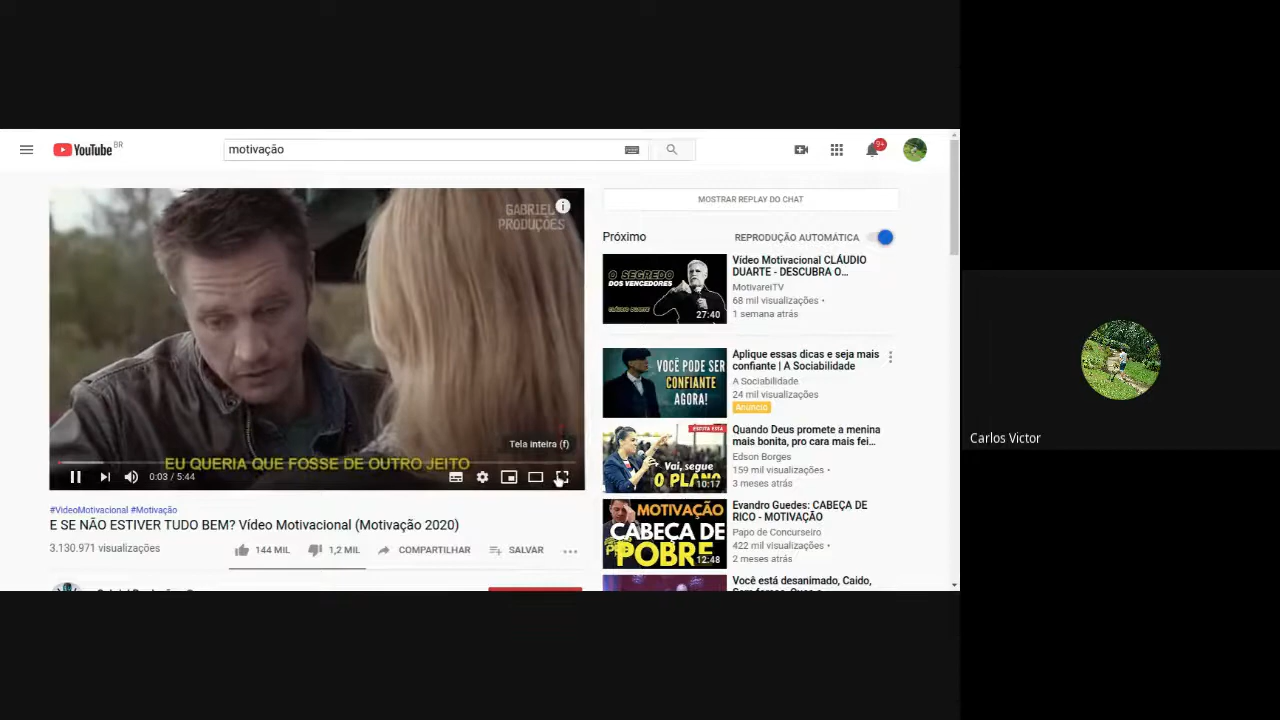 YouTube BR
motivação
9+
GABRIEL
PRODUÇÕES
Tela inteira (f)
EU QUERIA QUE FOSSE DE OUTRO JEITO
0:03 / 5:44
#VideoMotivacional #Motivação
E SE NÃO ESTIVER TUDO BEM? Vídeo Motivacional (Motivação 2020)
3.130.971 visualizações
144 MIL
1,2 MIL
COMPARTILHAR
SALVAR
MOSTRAR REPLAY DO CHAT
Próximo
REPRODUÇÃO AUTOMÁTICA
O SEGREDO
DOS VENCEDORES
CLÁUDIO DUARTE
27:40
Vídeo Motivacional CLÁUDIO
DUARTE - DESCUBRA O...
MotivareiTV
68 mil visualizações •
1 semana atrás
VOCÊ PODE SER
CONFIANTE
AGORA!
Aplique essas dicas e seja mais
confiante | A Sociabilidade
A Sociabilidade
24 mil visualizações
Anúncio
Vai, segue
O PLANO
10:17
Quando Deus promete a menina
mais bonita, pro cara mais fei...
Edson Borges
159 mil visualizações •
3 meses atrás
MOTIVAÇÃO
CABEÇA DE
POBRE
12:48
Evandro Guedes: CABEÇA DE
RICO - MOTIVAÇÃO
Papo de Concurseiro
422 mil visualizações •
2 meses atrás
Você está desanimado, Caido,
Carlos Victor